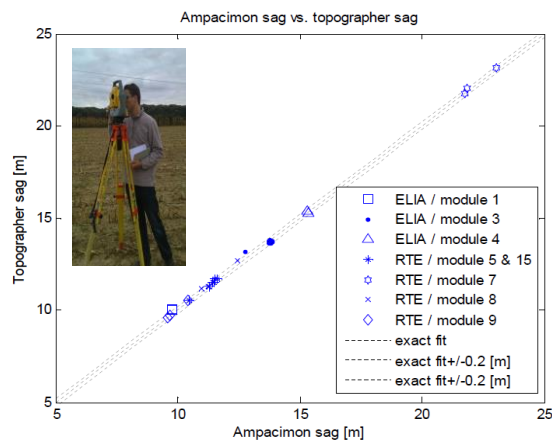 Ampacimon sag vs. topographer sag
25
20
15
10
5
Topographer sag [m]
5 10 15 20 25
Ampacimon sag [m]
ELIA / module 1
ELIA / module 3
ELIA / module 4
RTE / module 5 & 15
RTE / module 7
RTE / module 8
RTE / module 9
exact fit
exact fit+/-0.2 [m]
exact fit+/-0.2 [m]